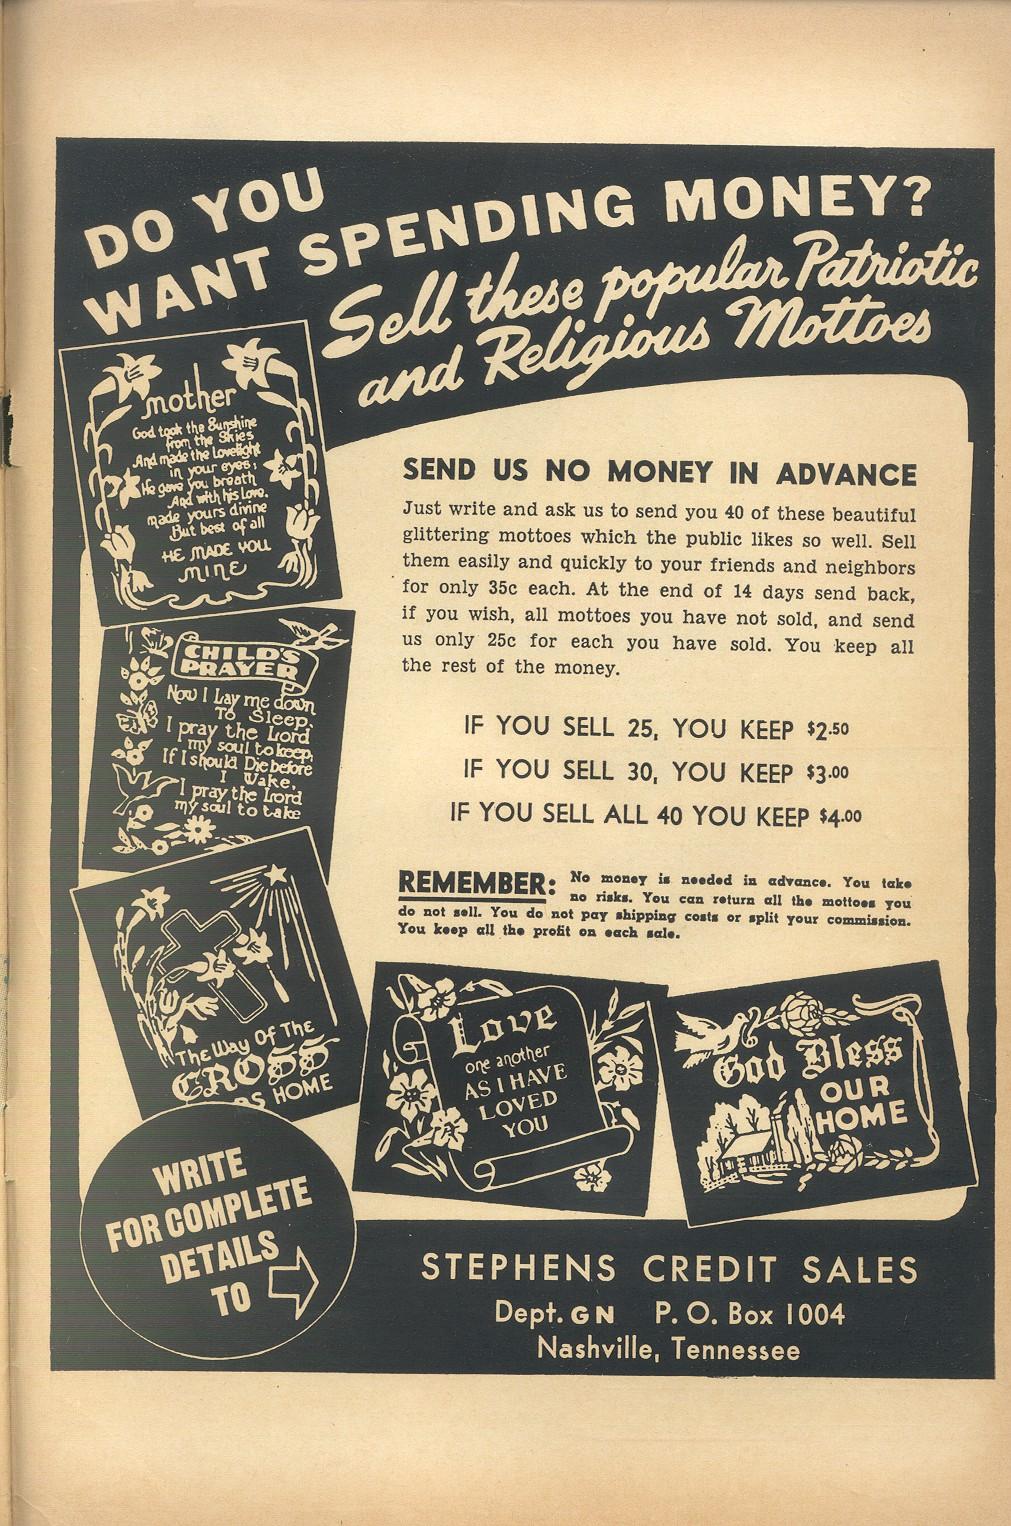 DO YOU
WANT SPENDING MONEY?
Sell these popular Patriotic
and Religious Mottoes
mother
God took the Sunshine
from the Skies
And made the Lovelight
in your eyes;
He gave you breath
And with his Love.
made yours divine
But best of all
HE MADE YOU
MINE
CHILD'S
PRAYER
Now I Lay me down
To Sleep,
I pray the Lord
my soul to keep,
If I should Die before
I Wake,
I pray the Lord
my soul to take
The Way Of The
CROSS
HOME
SEND US NO MONEY IN ADVANCE
Just write and ask us to send you 40 of these beautiful
glittering mottoes which the public likes so well. Sell
them easily and quickly to your friends and neighbors
for only 35c each. At the end of 14 days send back,
if you wish, all mottoes you have not sold, and send
us only 25c for each you have sold. You keep all
the rest of the money.
IF YOU SELL 25, YOU KEEP $2.50
IF YOU SELL 30, YOU KEEP $3.00
IF YOU SELL ALL 40 YOU KEEP $4.00
REMEMBER: No money is needed in advance. You take
no risks. You can return all the mottoes you
do not sell. You do not pay shipping costs or split your commission.
You keep all the profit on each sale.
Love
one another
AS I HAVE
LOVED
YOU
God Bless
OUR
HOME
WRITE
FOR COMPLETE
DETAILS
TO
STEPHENS CREDIT SALES
Dept. GN P. O. Box 1004
Nashville, Tennessee